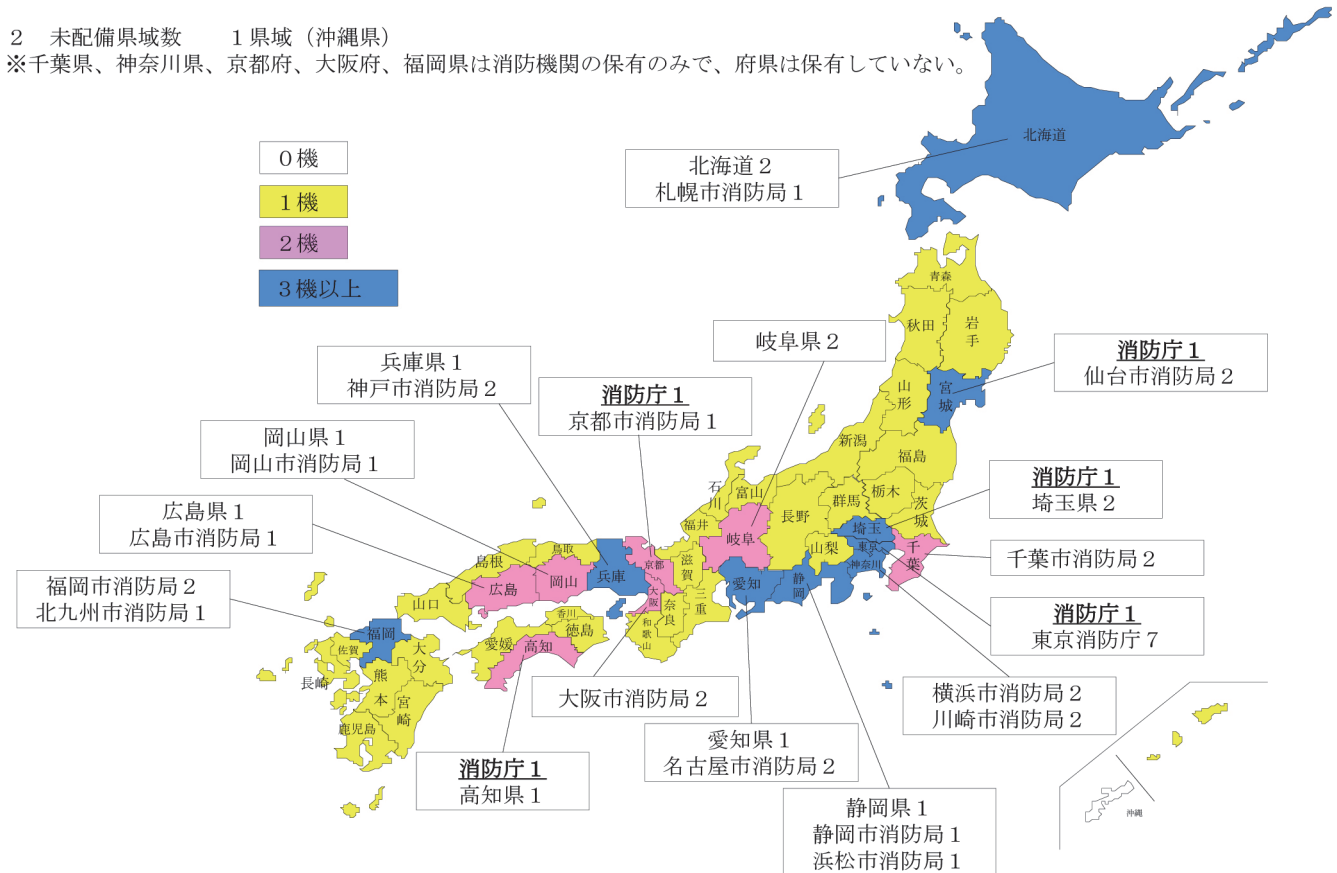 2　未配備県域数　　1県域（沖縄県）
※千葉県、神奈川県、京都府、大阪府、福岡県は消防機関の保有のみで、府県は保有していない。
０機
１機
２機
３機以上
北海道２
札幌市消防局１
北海道
青森
秋田
岩手
岐阜県２
消防庁１
仙台市消防局２
兵庫県１
神戸市消防局２
消防庁１
京都市消防局１
山形
宮城
岡山県１
岡山市消防局１
新潟
福島
消防庁１
埼玉県２
石川
富山
栃木
群馬
茨城
長野
広島県１
広島市消防局１
福井
岐阜
埼玉
東京
千葉
山梨
神奈川
千葉市消防局２
鳥取
島根
京都
滋賀
兵庫
岡山
広島
愛知
静岡
福岡市消防局２
北九州市消防局１
山口
大阪
奈良
三重
和歌山
消防庁１
東京消防庁７
香川
徳島
愛媛
高知
福岡
佐賀
大分
長崎
熊本
宮崎
鹿児島
大阪市消防局２
横浜市消防局２
川崎市消防局２
愛知県１
名古屋市消防局２
消防庁１
高知県１
静岡県１
静岡市消防局１
浜松市消防局１
沖縄